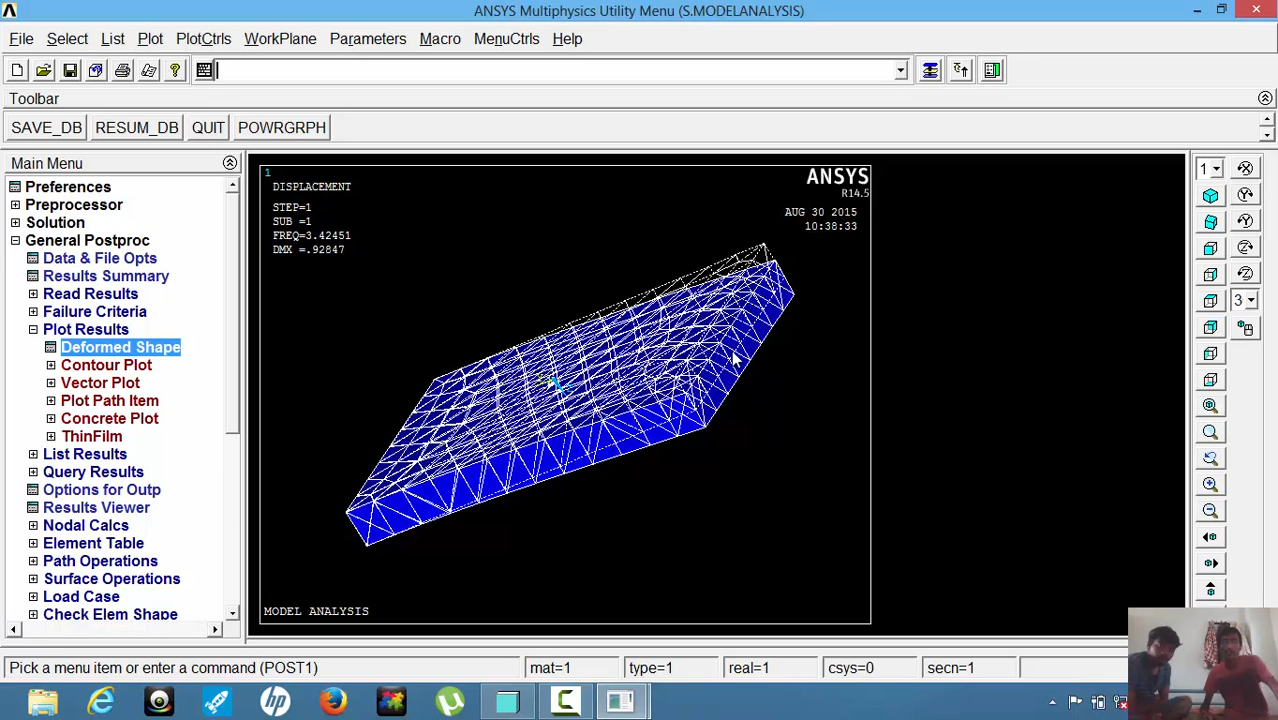 ANSYS Multiphysics Utility Menu (S.MODELANALYSIS)
File Select List Plot PlotCtrls WorkPlane Parameters Macro MenuCtrls Help
Toolbar
SAVE_DB RESUM_DB QUIT POWRGRPH
Main Menu
Preferences
Preprocessor
Solution
General Postproc
Data & File Opts
Results Summary
Read Results
Failure Criteria
Plot Results
Deformed Shape
Contour Plot
Vector Plot
Plot Path Item
Concrete Plot
ThinFilm
List Results
Query Results
Options for Outp
Results Viewer
Nodal Calcs
Element Table
Path Operations
Surface Operations
Load Case
Check Elem Shape
1
DISPLACEMENT
STEP=1
SUB =1
FREQ=3.42451
DMX =.92847
ANSYS
R14.5
AUG 30 2015
10:38:33
MODEL ANALYSIS
1
3
Pick a menu item or enter a command (POST1)
mat=1 type=1 real=1 csys=0 secn=1